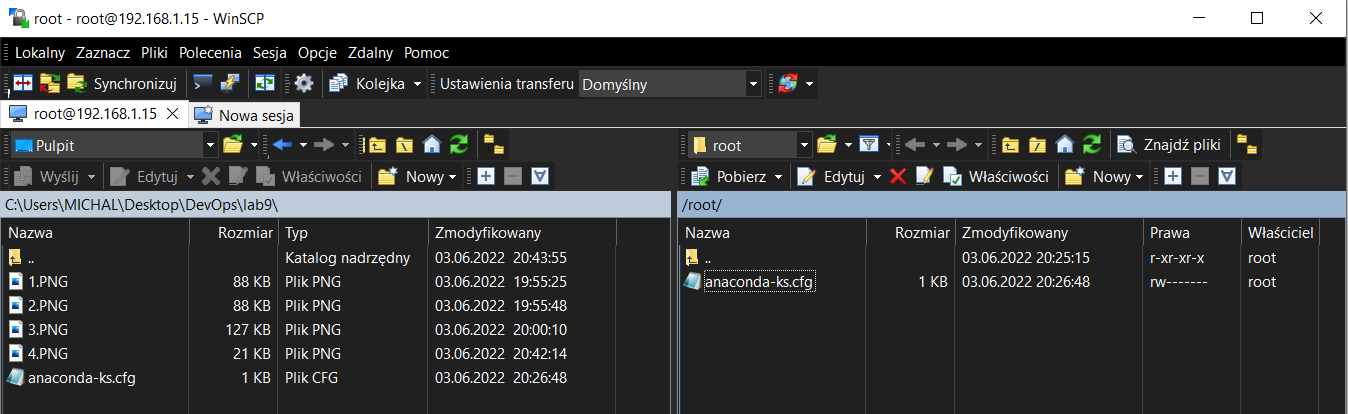 root - root@192.168.1.15 - WinSCP
Lokalny Zaznacz Pliki Polecenia Sesja Opcje Zdalny Pomoc
Synchronizuj Kolejka Ustawienia transferu Domyślny
root@192.168.1.15 Nowa sesja
Pulpit root Znajdź pliki
Wyślij Edytuj Właściwości Nowy Pobierz Edytuj Właściwości Nowy
C:\Users\MICHAL\Desktop\DevOps\lab9\ /root/
Nazwa Rozmiar Typ Zmodyfikowany Nazwa Rozmiar Zmodyfikowany Prawa Właściciel
.. Katalog nadrzędny 03.06.2022 20:43:55 .. 03.06.2022 20:25:15 r-xr-xr-x root
1.PNG 88 KB Plik PNG 03.06.2022 19:55:25 anaconda-ks.cfg 1 KB 03.06.2022 20:26:48 rw------- root
2.PNG 88 KB Plik PNG 03.06.2022 19:55:48
3.PNG 127 KB Plik PNG 03.06.2022 20:00:10
4.PNG 21 KB Plik PNG 03.06.2022 20:42:14
anaconda-ks.cfg 1 KB Plik CFG 03.06.2022 20:26:48